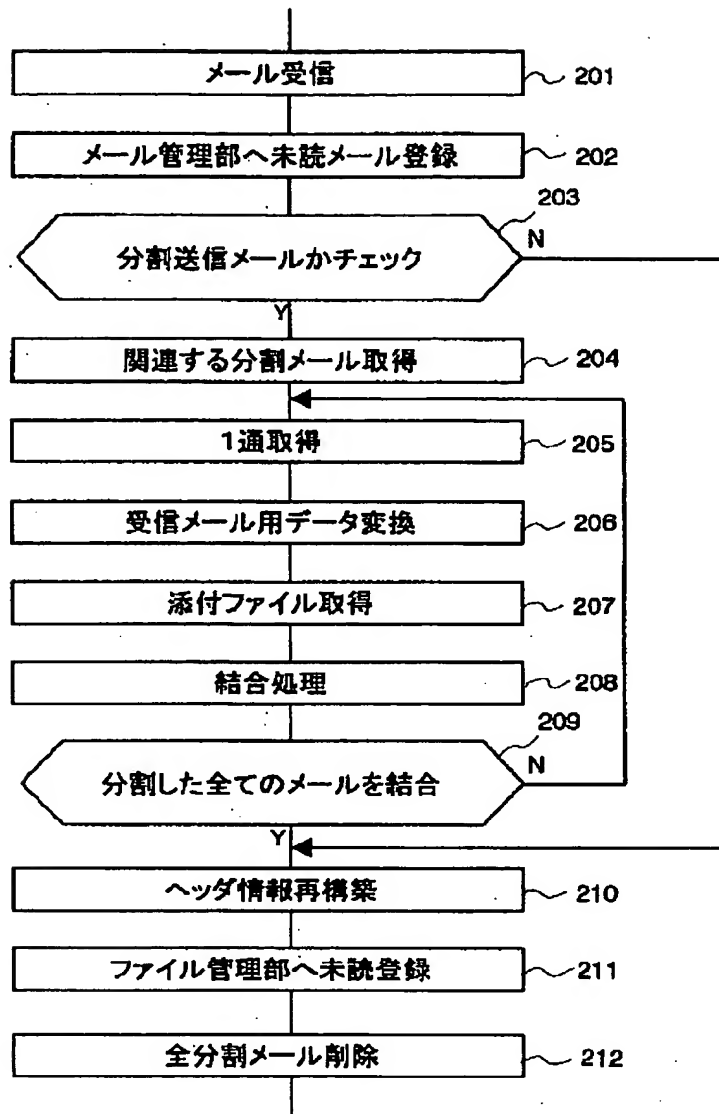 メール受信 201
メール管理部へ未読メール登録 202
203
分割送信メールかチェック N
Y
関連する分割メール取得 204
1通取得 205
受信メール用データ変換 206
添付ファイル取得 207
結合処理 208
209
分割した全てのメールを結合 N
Y
ヘッダ情報再構築 210
ファイル管理部へ未読登録 211
全分割メール削除 212